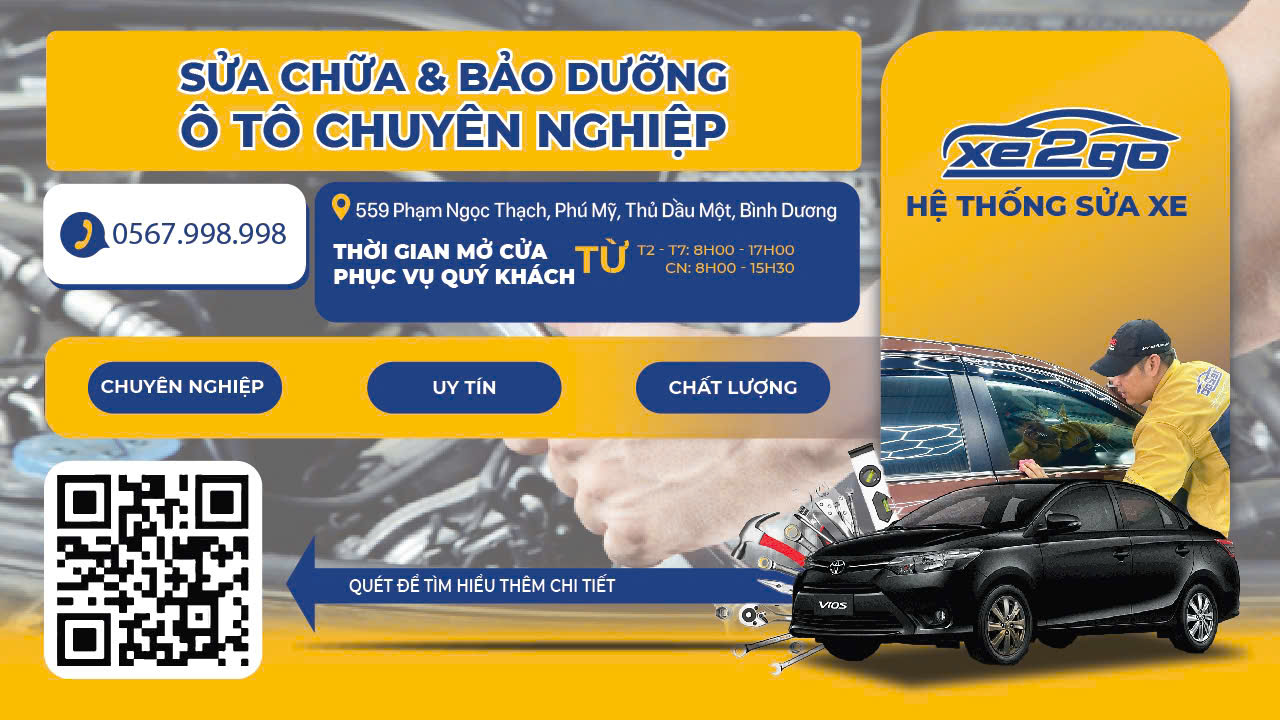 SỬA CHỮA & BẢO DƯỠNG
Ô TÔ CHUYÊN NGHIỆP
xe2go
HỆ THỐNG SỬA XE
0567.998.998
559 Phạm Ngọc Thạch, Phú Mỹ, Thủ Dầu Một, Bình Dương
THỜI GIAN MỞ CỬA
PHỤC VỤ QUÝ KHÁCH
TỪ
T2 - T7: 8H00 - 17H00
CN: 8H00 - 15H30
CHUYÊN NGHIỆP
UY TÍN
CHẤT LƯỢNG
QUÉT ĐỂ TÌM HIỂU THÊM CHI TIẾT
VIOS